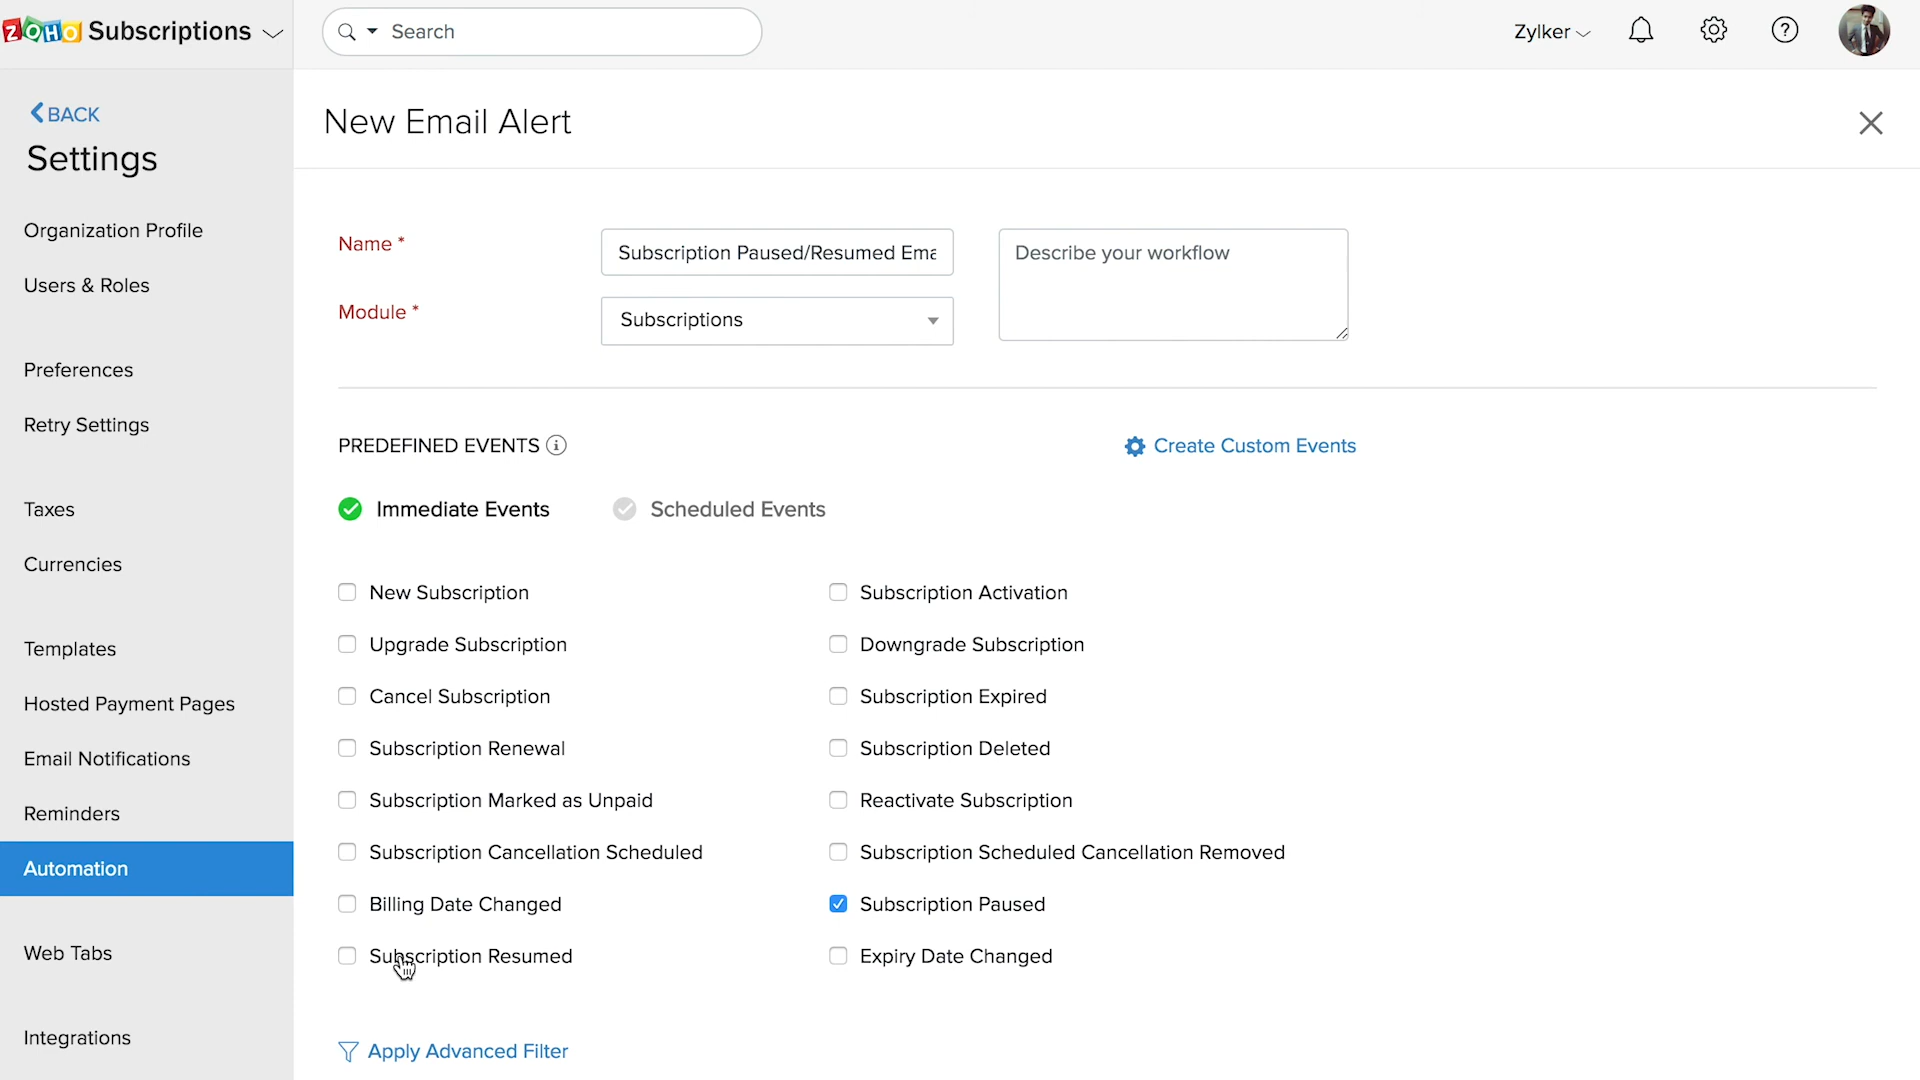 ZOHO Subscriptions
Search
Zylker
BACK
Settings
Organization Profile
Users & Roles
Preferences
Retry Settings
Taxes
Currencies
Templates
Hosted Payment Pages
Email Notifications
Reminders
Automation
Web Tabs
Integrations
New Email Alert
Name *
Subscription Paused/Resumed Ema
Describe your workflow
Module *
Subscriptions
PREDEFINED EVENTS
Create Custom Events
Immediate Events
Scheduled Events
New Subscription
Subscription Activation
Upgrade Subscription
Downgrade Subscription
Cancel Subscription
Subscription Expired
Subscription Renewal
Subscription Deleted
Subscription Marked as Unpaid
Reactivate Subscription
Subscription Cancellation Scheduled
Subscription Scheduled Cancellation Removed
Billing Date Changed
Subscription Paused
Subscription Resumed
Expiry Date Changed
Apply Advanced Filter